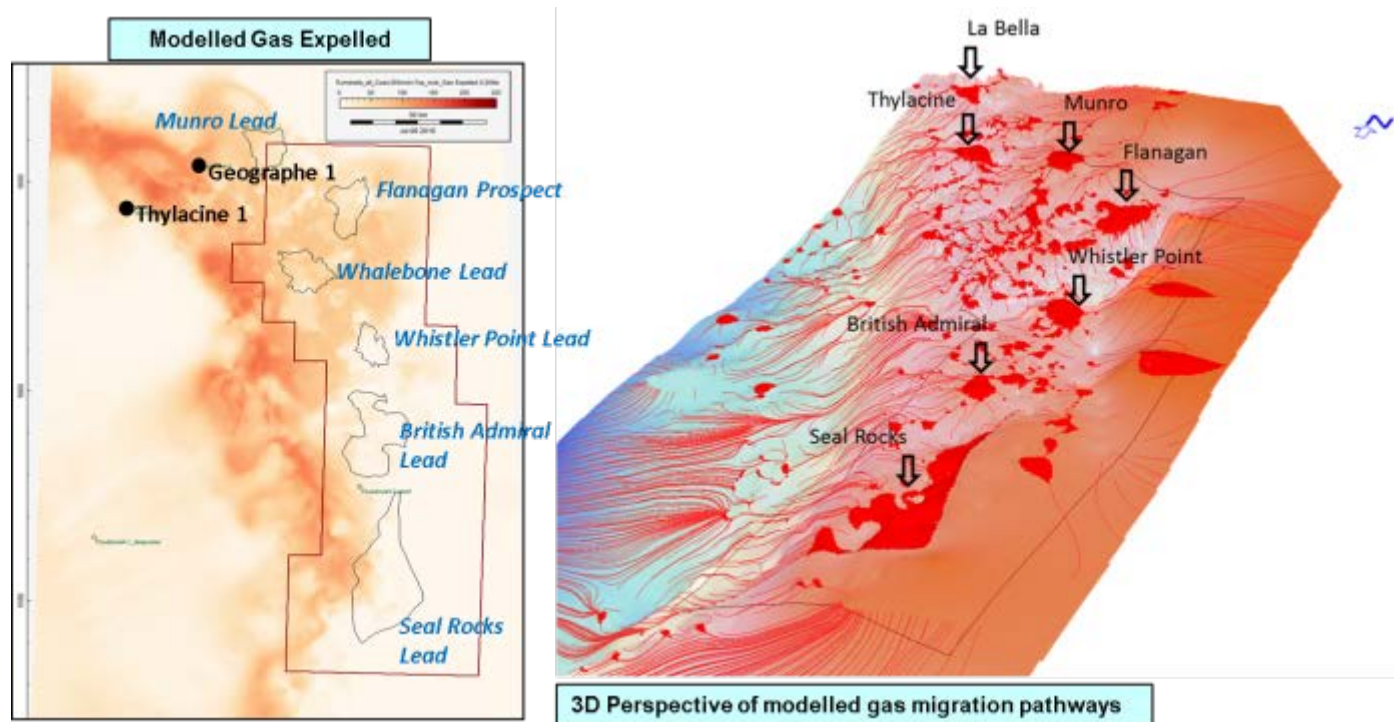 Modelled Gas Expelled
Munro Lead
Geographe 1
Flanagan Prospect
Thylacine 1
Whalebone Lead
Whistler Point Lead
British Admiral
Lead
Seal Rocks
Lead
La Bella
Thylacine
Munro
Flanagan
Whistler Point
British Admiral
Seal Rocks
3D Perspective of modelled gas migration pathways